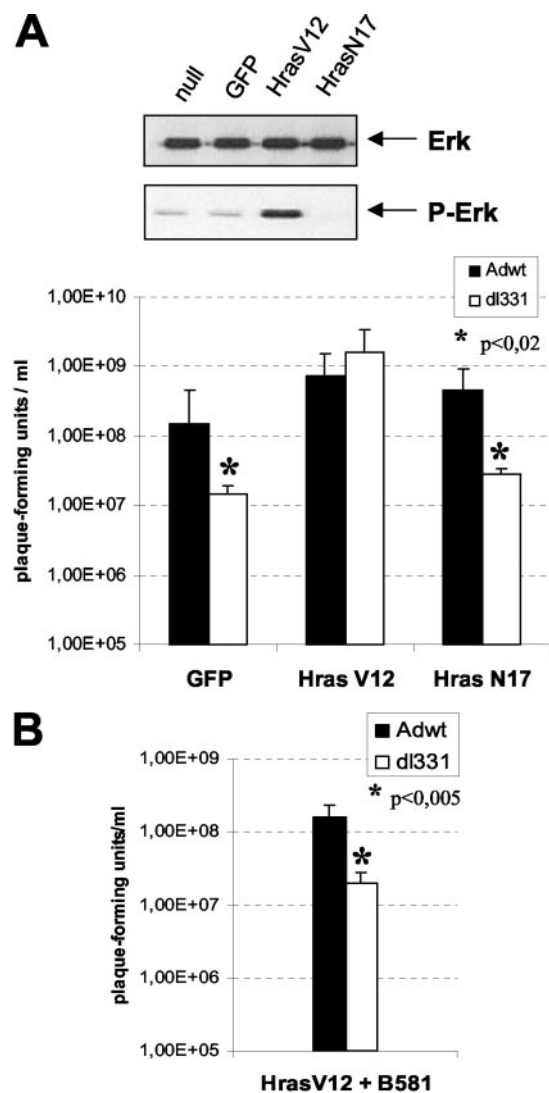 A
null
GFP
HrasV12
HrasN17
Erk
P-Erk
Adwt
dl331
* p<0,02
plaque-forming units / ml
1,00E+10
1,00E+09
1,00E+08
1,00E+07
1,00E+06
1,00E+05
*
*
GFP
Hras V12
Hras N17
B
Adwt
dl331
* p<0,005
plaque-forming units/ml
1,00E+09
1,00E+08
1,00E+07
1,00E+06
1,00E+05
*
HrasV12 + B581